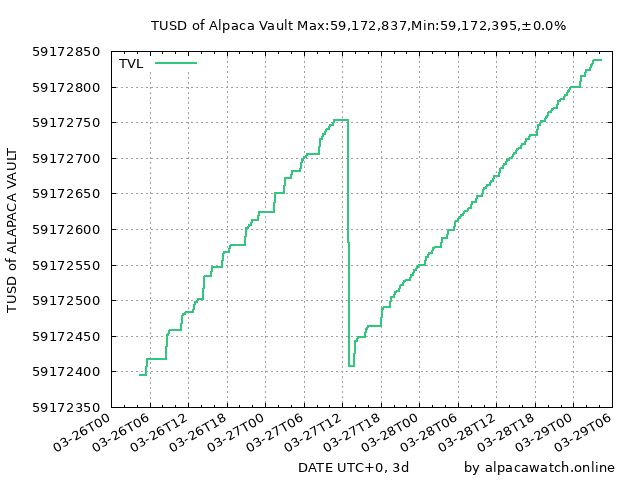 TUSD of Alpaca Vault Max:59,172,837,Min:59,172,395,±0.0%
TVL
TUSD of ALAPACA VAULT
59172850
59172800
59172750
59172700
59172650
59172600
59172550
59172500
59172450
59172400
59172350
03-26T00
03-26T06
03-26T12
03-26T18
03-27T00
03-27T06
03-27T12
03-27T18
03-28T00
03-28T06
03-28T12
03-28T18
03-29T00
03-29T06
DATE UTC+0, 3d
by alpacawatch.online